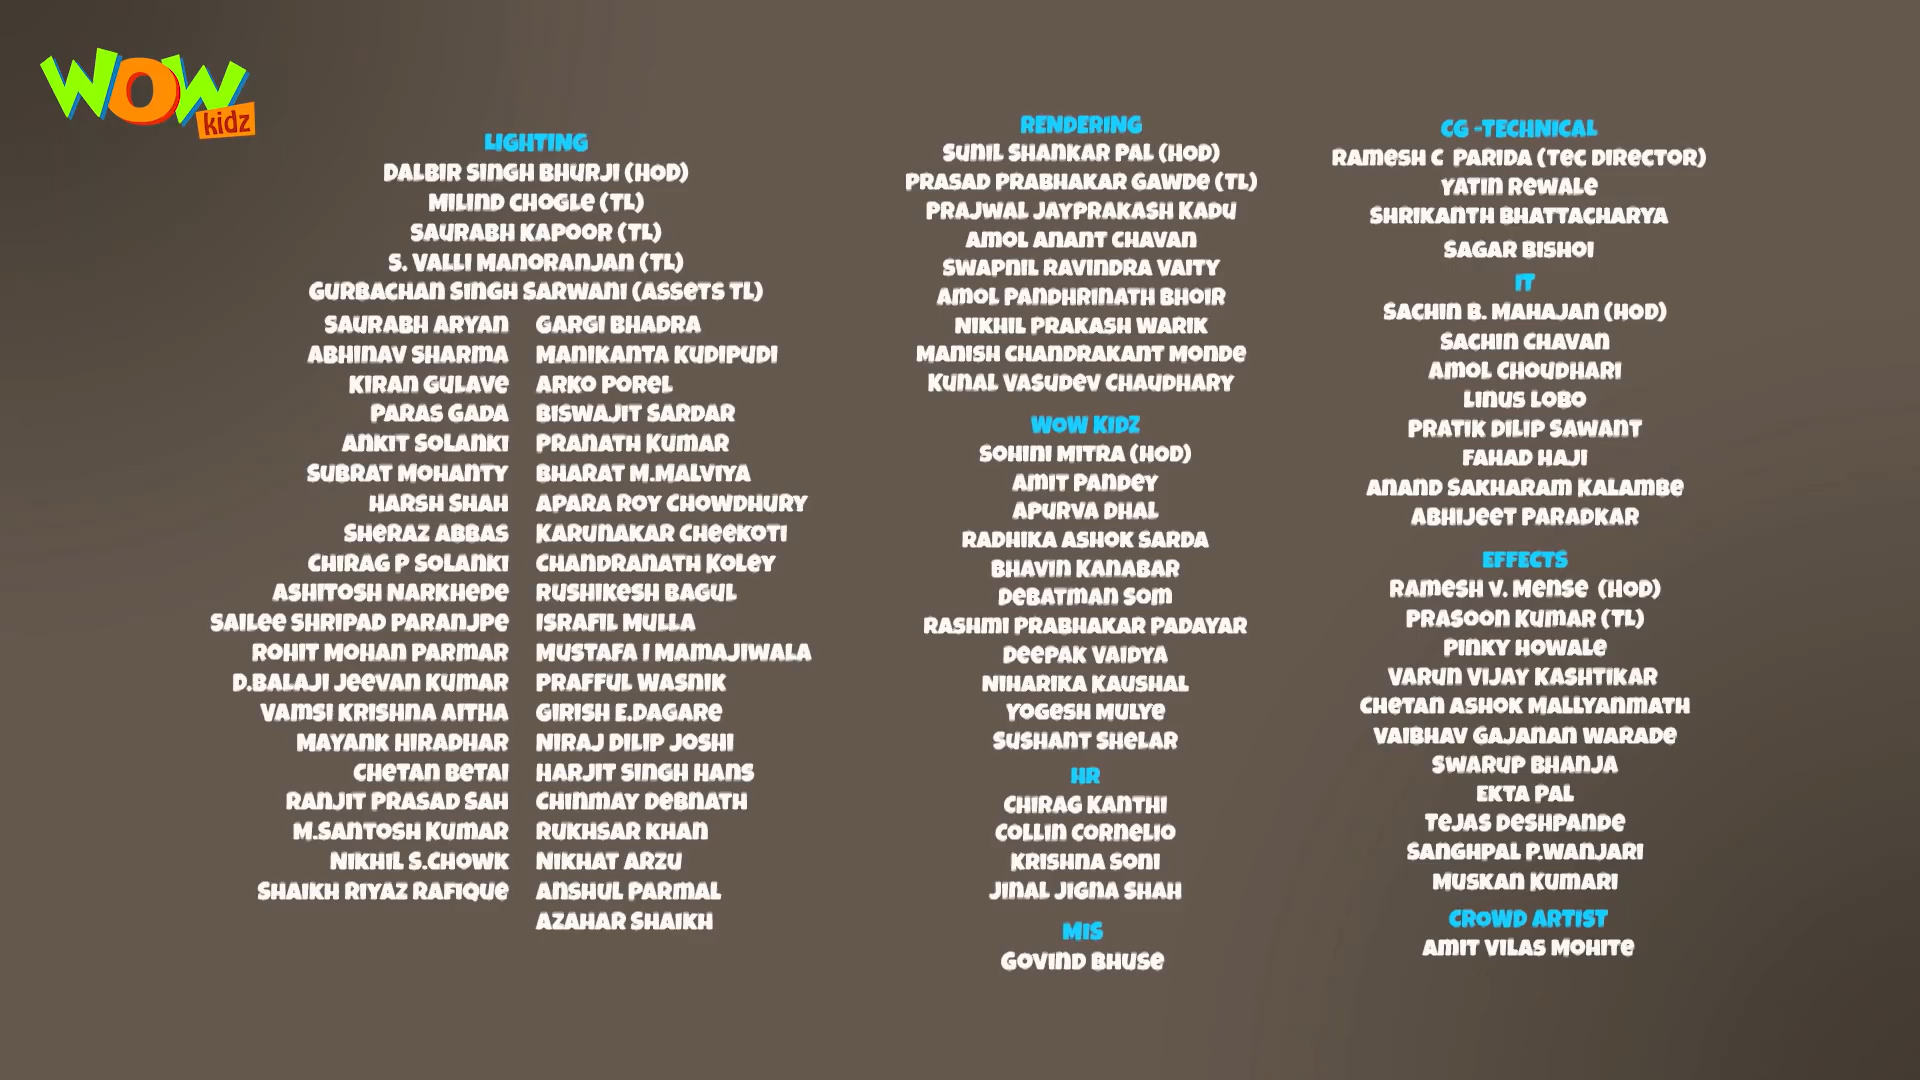 WOW
kidz
LIGHTING
DALBIR SINGH BHURJI (HOD)
MILIND CHOGLE (TL)
SAURABH KAPOOR (TL)
S. VALLI MANORANJAN (TL)
GURBACHAN SINGH SARWANI (ASSETS TL)
SAURABH ARYAN GARGI BHADRA
ABHINAV SHARMA MANIKANTA KUDIPUDI
KIRAN GULAVE ARKO POREL
PARAS GADA BISWAJIT SARDAR
ANKIT SOLANKI PRANATH KUMAR
SUBRAT MOHANTY BHARAT M.MALVIYA
HARSH SHAH APARA ROY CHOWDHURY
SHERAZ ABBAS KARUNAKAR CHEEKOTI
CHIRAG P SOLANKI CHANDRANATH KOLEY
ASHITOSH NARKHEDE RUSHIKESH BAGUL
SAILEE SHRIPAD PARANJPE ISRAFIL MULLA
ROHIT MOHAN PARMAR MUSTAFA I MAMAJIWALA
D.BALAJI JEEVAN KUMAR PRAFFUL WASNIK
VAMSI KRISHNA AITHA GIRISH E.DAGARE
MAYANK HIRADHAR NIRAJ DILIP JOSHI
CHETAN BETAI HARJIT SINGH HANS
RANJIT PRASAD SAH CHINMAY DEBNATH
M.SANTOSH KUMAR RUKHSAR KHAN
NIKHIL S.CHOWK NIKHAT ARZU
SHAIKH RIYAZ RAFIQUE ANSHUL PARMAL
AZAHAR SHAIKH
RENDERING
SUNIL SHANKAR PAL (HOD)
PRASAD PRABHAKAR GAWDE (TL)
PRAJWAL JAYPRAKASH KADU
AMOL ANANT CHAVAN
SWAPNIL RAVINDRA VAITY
AMOL PANDHRINATH BHOIR
NIKHIL PRAKASH WARIK
MANISH CHANDRAKANT MONDE
KUNAL VASUDEV CHAUDHARY
WOW KIDZ
SOHINI MITRA (HOD)
AMIT PANDEY
APURVA DHAL
RADHIKA ASHOK SARDA
BHAVIN KANABAR
DEBATMAN SOM
RASHMI PRABHAKAR PADAYAR
DEEPAK VAIDYA
NIHARIKA KAUSHAL
YOGESH MULYE
SUSHANT SHELAR
HR
CHIRAG KANTHI
COLLIN CORNELIO
KRISHNA SONI
JINAL JIGNA SHAH
MIS
GOVIND BHUSE
CG -TECHNICAL
RAMESH C PARIDA (TEC DIRECTOR)
YATIN REWALE
SHRIKANTH BHATTACHARYA
SAGAR BISHOI
IT
SACHIN B. MAHAJAN (HOD)
SACHIN CHAVAN
AMOL CHOUDHARI
LINUS LOBO
PRATIK DILIP SAWANT
FAHAD HAJI
ANAND SAKHARAM KALAMBE
ABHIJEET PARADKAR
EFFECTS
RAMESH V. MENSE (HOD)
PRASOON KUMAR (TL)
PINKY HOWALE
VARUN VIJAY KASHTIKAR
CHETAN ASHOK MALLYANMATH
VAIBHAV GAJANAN WARADE
SWARUP BHANJA
EKTA PAL
TEJAS DESHPANDE
SANGHPAL P.WANJARI
MUSKAN KUMARI
CROWD ARTIST
AMIT VILAS MOHITE